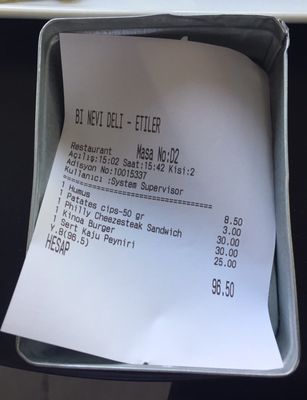 BI NEVI DELI - ETILER
Restaurant Masa No:D2
Açılış:15:02 Saat:15:42 Kisi:2
Adisyon No:10015337
Kullanıcı :System Supervisor
1 Humus 8.50
1 Patates cips-50 gr 3.00
1 Philly Cheezesteak Sandwich 30.00
1 Kinoa Burger 30.00
1 Sert Kaju Peyniri 25.00
Y .B(96.5)
HESAP 96.50